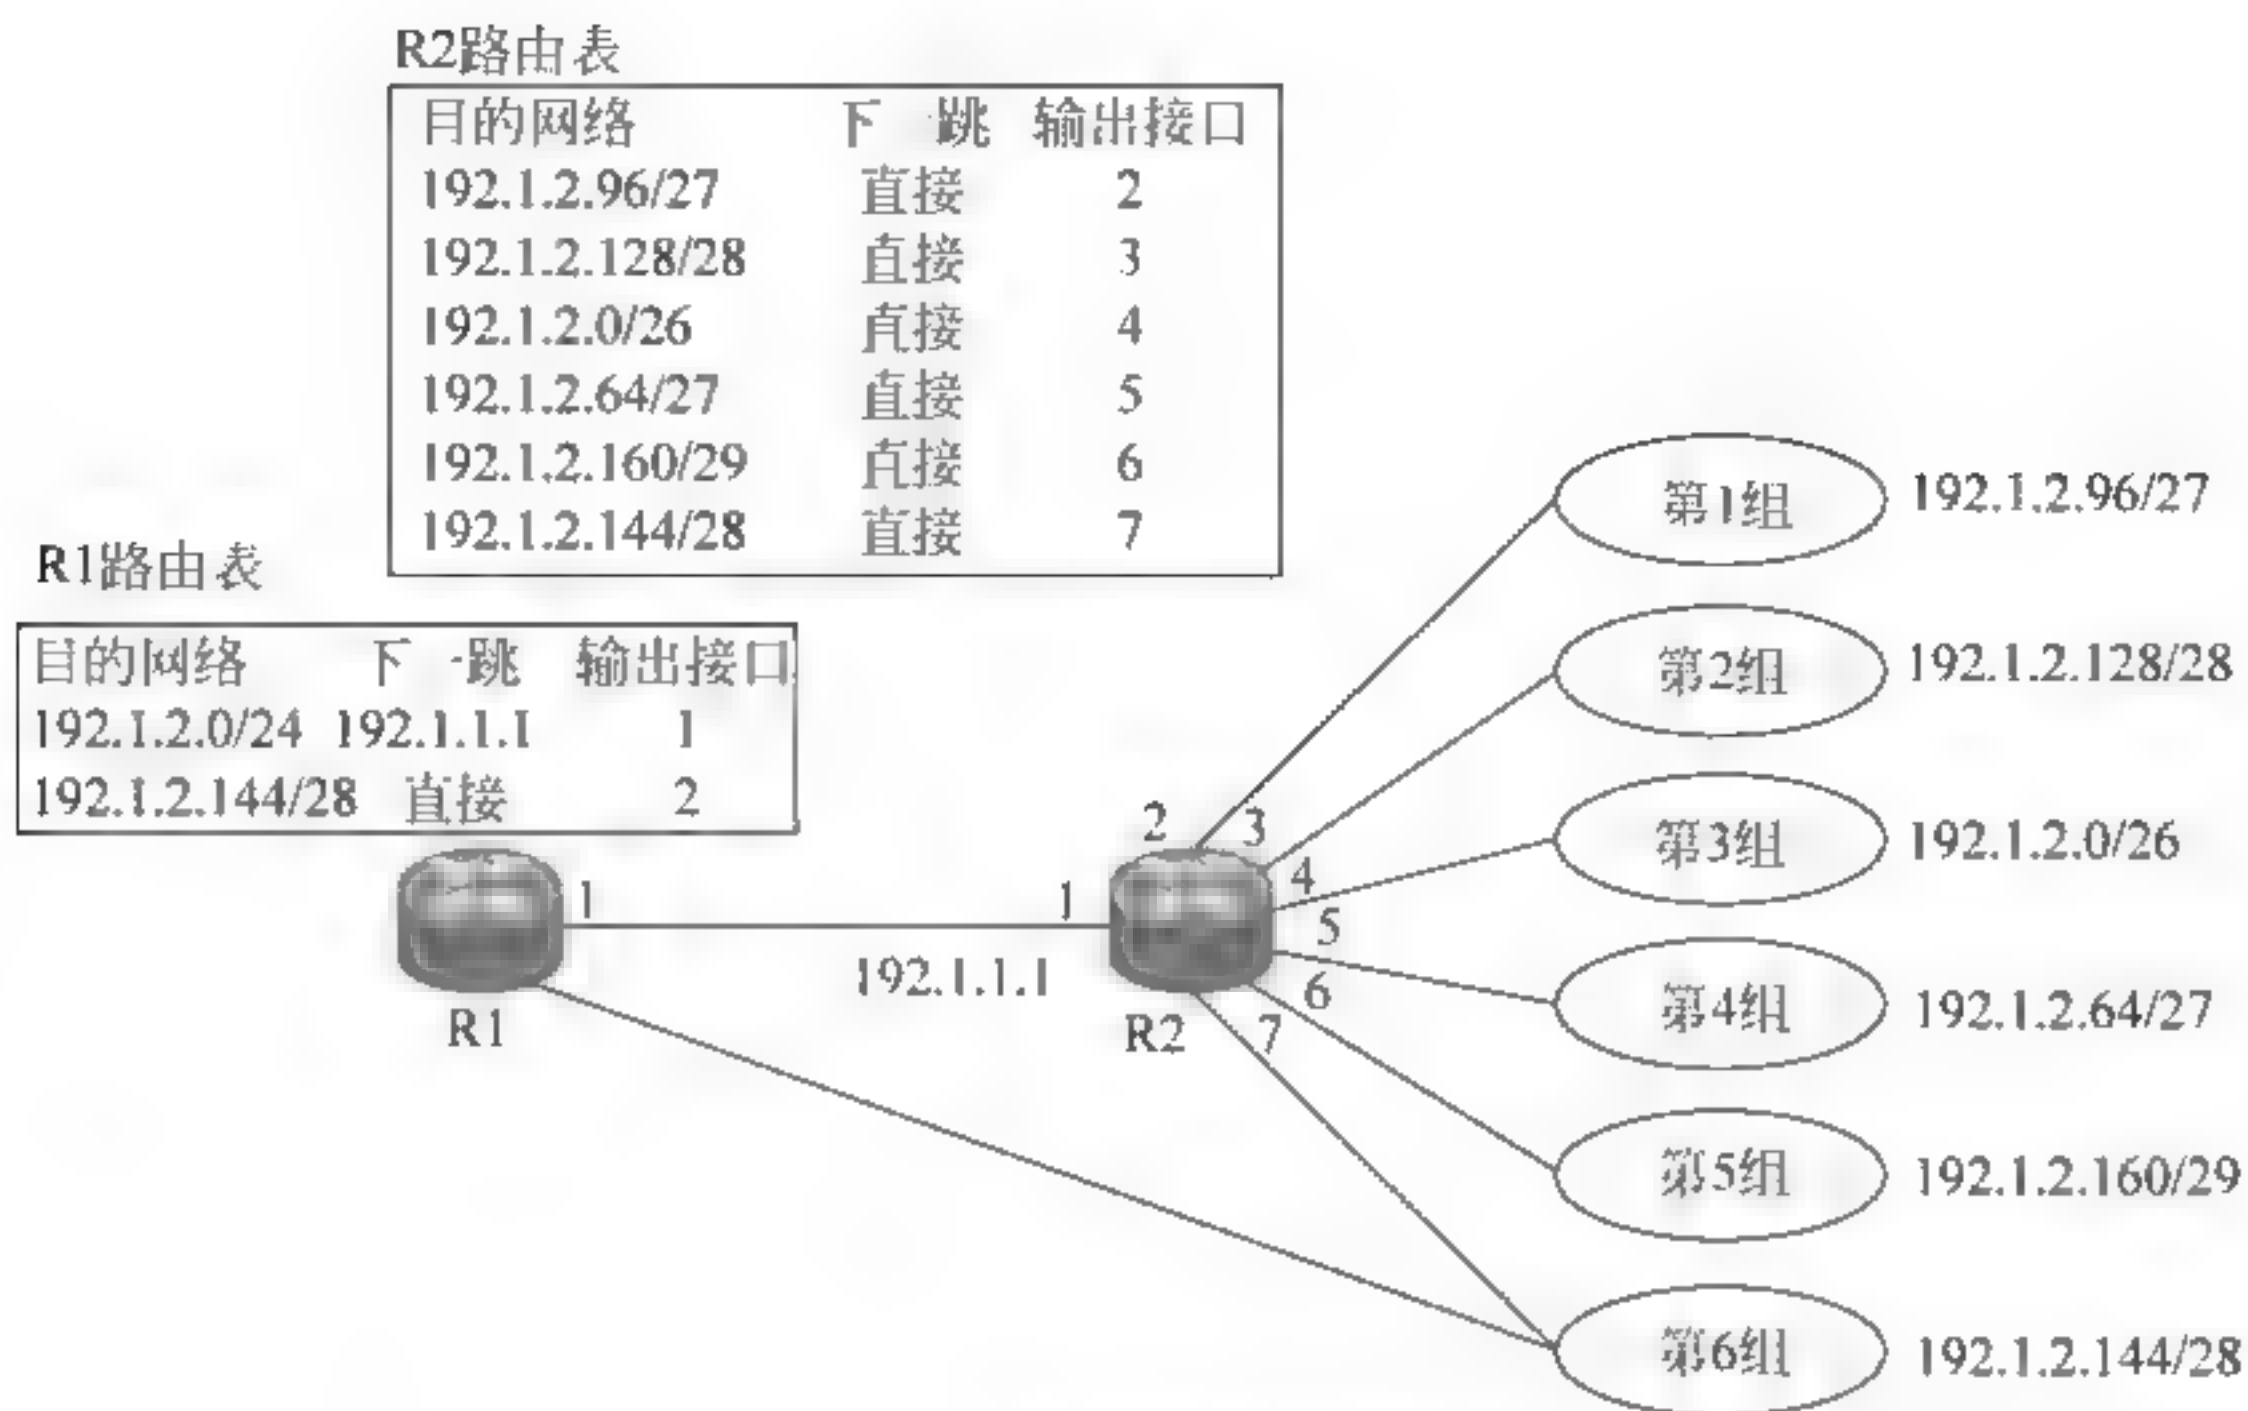 R2路由表
目的网络 下一跳 输出接口
192.1.2.96/27 直接 2
192.1.2.128/28 直接 3
192.1.2.0/26 直接 4
192.1.2.64/27 直接 5
192.1.2.160/29 直接 6
192.1.2.144/28 直接 7
R1路由表
目的网络 下一跳 输出接口
192.1.2.0/24 192.1.1.1 1
192.1.2.144/28 直接 2
第1组 192.1.2.96/27
第2组 192.1.2.128/28
第3组 192.1.2.0/26
第4组 192.1.2.64/27
第5组 192.1.2.160/29
第6组 192.1.2.144/28
2 3
4
1 1
5
192.1.1.1
6
R1 R2 7